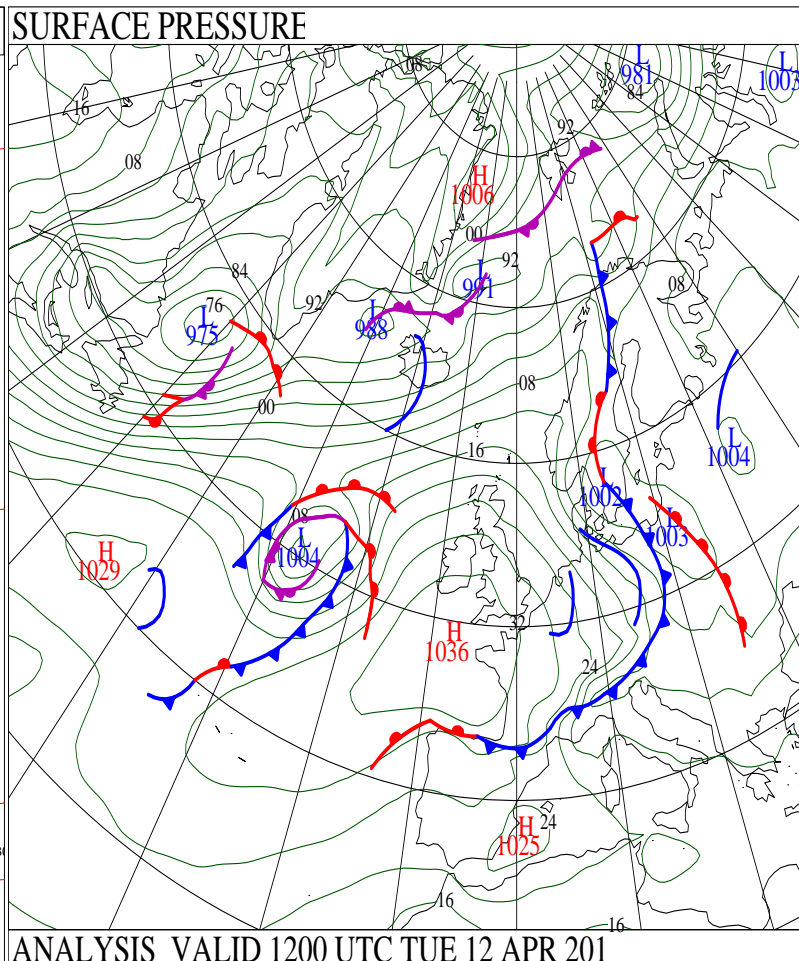 SURFACE PRESSURE
L
981
L
1003
08
84
16
92
08
H
1006
00
92
L
991
84
76
L
975
92
L
988
08
00
08
16
L
1004
L
1002
08
L
1004
L
1003
H
1029
32
H
1036
24
H
1025
24
16
16
ANALYSIS VALID 1200 UTC TUE 12 APR 201